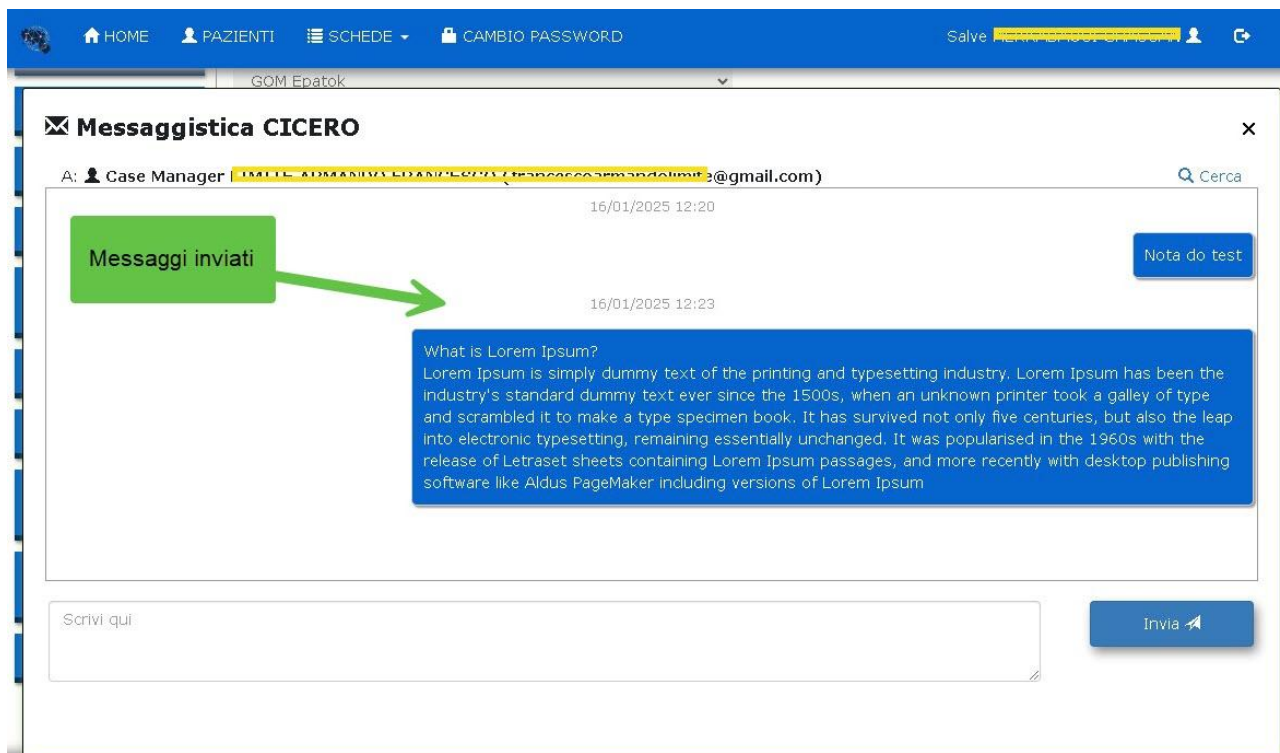 HOME PAZIENTI SCHEDE CAMBIO PASSWORD Salve
GOM Epatok
Messaggistica CICERO
A: Case Manager @gmail.com)
Cerca
16/01/2025 12:20
Messaggi inviati
Nota do test
16/01/2025 12:23
What is Lorem Ipsum?
Lorem Ipsum is simply dummy text of the printing and typesetting industry. Lorem Ipsum has been the
industry's standard dummy text ever since the 1500s, when an unknown printer took a galley of type
and scrambled it to make a type specimen book. It has survived not only five centuries, but also the leap
into electronic typesetting, remaining essentially unchanged. It was popularised in the 1960s with the
release of Letraset sheets containing Lorem Ipsum passages, and more recently with desktop publishing
software like Aldus PageMaker including versions of Lorem Ipsum
Scrivi qui
Invia